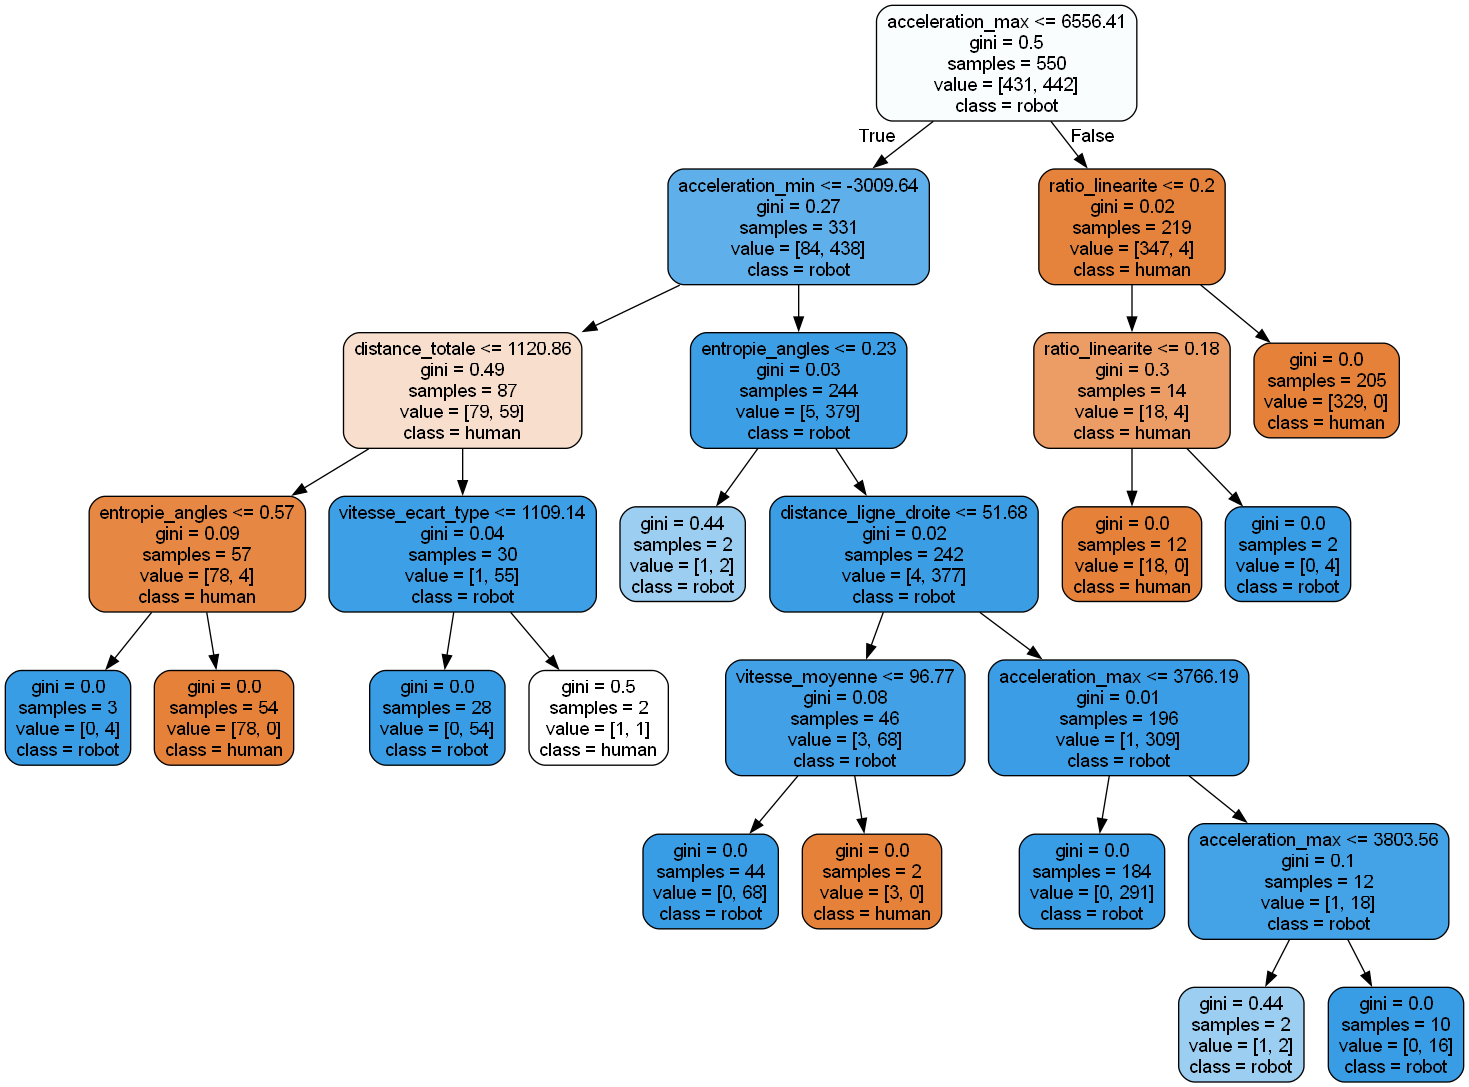 acceleration_max <= 6556.41
gini = 0.5
samples = 550
value = [431, 442]
class = robot
True
False
acceleration_min <= -3009.64
gini = 0.27
samples = 331
value = [84, 438]
class = robot
ratio_linearite <= 0.2
gini = 0.02
samples = 219
value = [347, 4]
class = human
distance_totale <= 1120.86
gini = 0.49
samples = 87
value = [79, 59]
class = human
entropie_angles <= 0.23
gini = 0.03
samples = 244
value = [5, 379]
class = robot
ratio_linearite <= 0.18
gini = 0.3
samples = 14
value = [18, 4]
class = human
gini = 0.0
samples = 205
value = [329, 0]
class = human
entropie_angles <= 0.57
gini = 0.09
samples = 57
value = [78, 4]
class = human
vitesse_ecart_type <= 1109.14
gini = 0.04
samples = 30
value = [1, 55]
class = robot
gini = 0.44
samples = 2
value = [1, 2]
class = robot
distance_ligne_droite <= 51.68
gini = 0.02
samples = 242
value = [4, 377]
class = robot
gini = 0.0
samples = 12
value = [18, 0]
class = human
gini = 0.0
samples = 2
value = [0, 4]
class = robot
gini = 0.0
samples = 3
value = [0, 4]
class = robot
gini = 0.0
samples = 54
value = [78, 0]
class = human
gini = 0.0
samples = 28
value = [0, 54]
class = robot
gini = 0.5
samples = 2
value = [1, 1]
class = human
vitesse_moyenne <= 96.77
gini = 0.08
samples = 46
value = [3, 68]
class = robot
acceleration_max <= 3766.19
gini = 0.01
samples = 196
value = [1, 309]
class = robot
gini = 0.0
samples = 44
value = [0, 68]
class = robot
gini = 0.0
samples = 2
value = [3, 0]
class = human
gini = 0.0
samples = 184
value = [0, 291]
class = robot
acceleration_max <= 3803.56
gini = 0.1
samples = 12
value = [1, 18]
class = robot
gini = 0.44
samples = 2
value = [1, 2]
class = robot
gini = 0.0
samples = 10
value = [0, 16]
class = robot